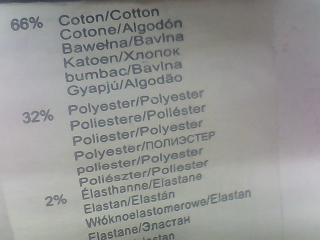 66% Coton/Cotton
Cotone/Algodón
Bawełna/Bavlna
Katoen/Хлопок
bumbac/Bavlna
Gyapjú/Algodão
32% Polyester/Polyester
Poliestere/Poliéster
Poliester/Polyester
Polyester/ПОЛИЭСТЕР
poliester/Polyester
Poliészter/Poliester
2% Élasthanne/Elastane
Elastan/Elastán
Włóknoelastomerowe/Elastan
Elastane/Эластан